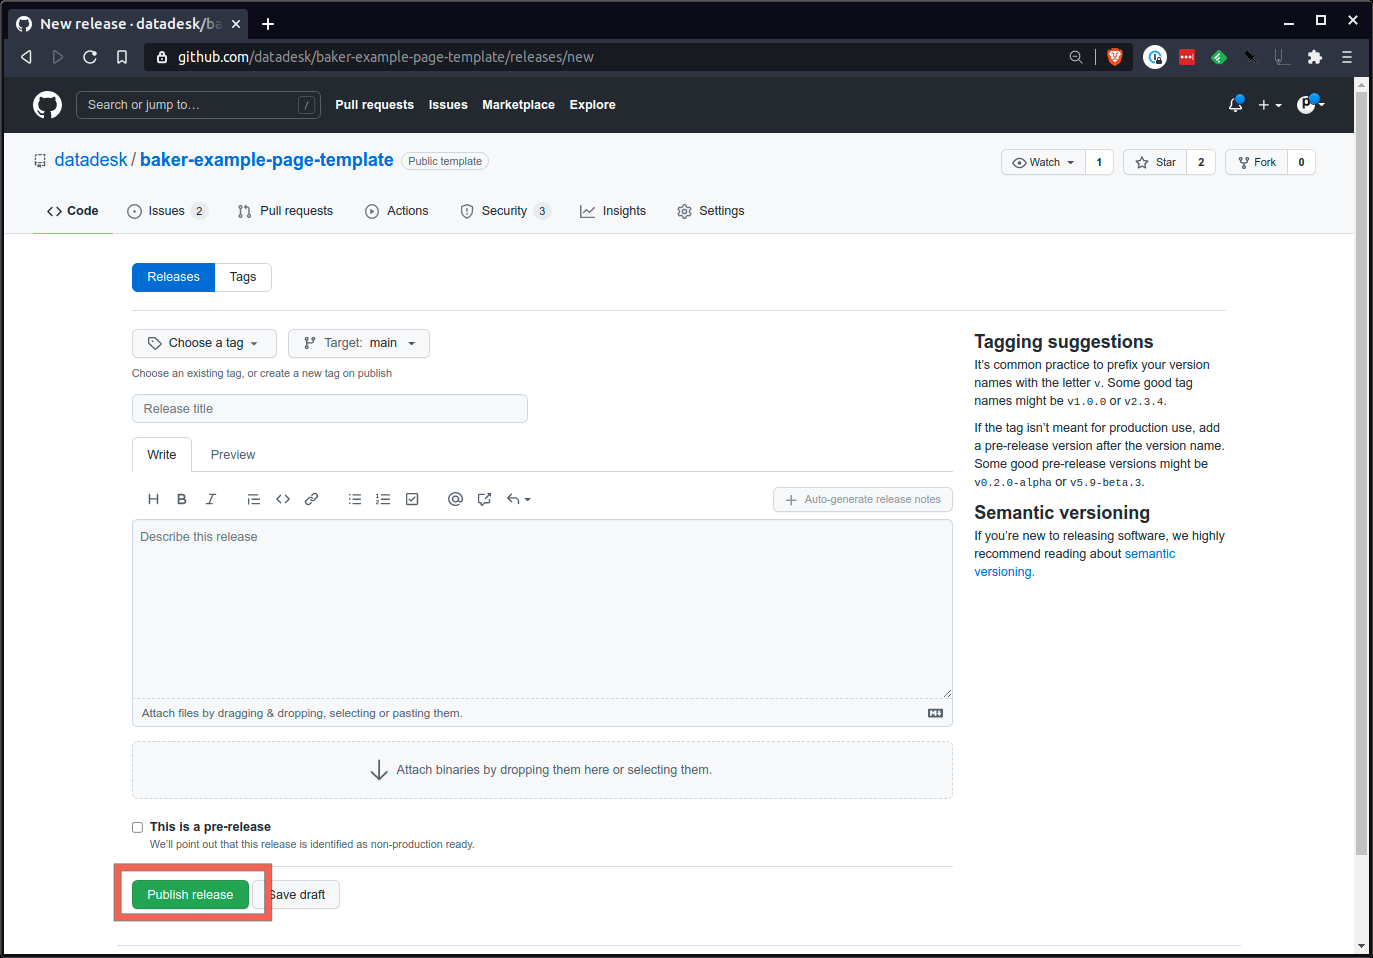 New release · datadesk/ba
github.com/datadesk/baker-example-page-template/releases/new
Search or jump to… / Pull requests Issues Marketplace Explore
datadesk / baker-example-page-template Public template Watch 1 Star 2 Fork 0
Code Issues 2 Pull requests Actions Security 3 Insights Settings
Releases Tags
Choose a tag Target: main
Choose an existing tag, or create a new tag on publish
Release title
Write Preview
H B I Auto-generate release notes
Describe this release
Attach files by dragging & dropping, selecting or pasting them.
Attach binaries by dropping them here or selecting them.
This is a pre-release
We'll point out that this release is identified as non-production ready.
Publish release Save draft
Tagging suggestions
It's common practice to prefix your version
names with the letter v. Some good tag
names might be v1.0.0 or v2.3.4.
If the tag isn't meant for production use, add
a pre-release version after the version name.
Some good pre-release versions might be
v0.2.0-alpha or v5.9-beta.3.
Semantic versioning
If you're new to releasing software, we highly
recommend reading about semantic
versioning.